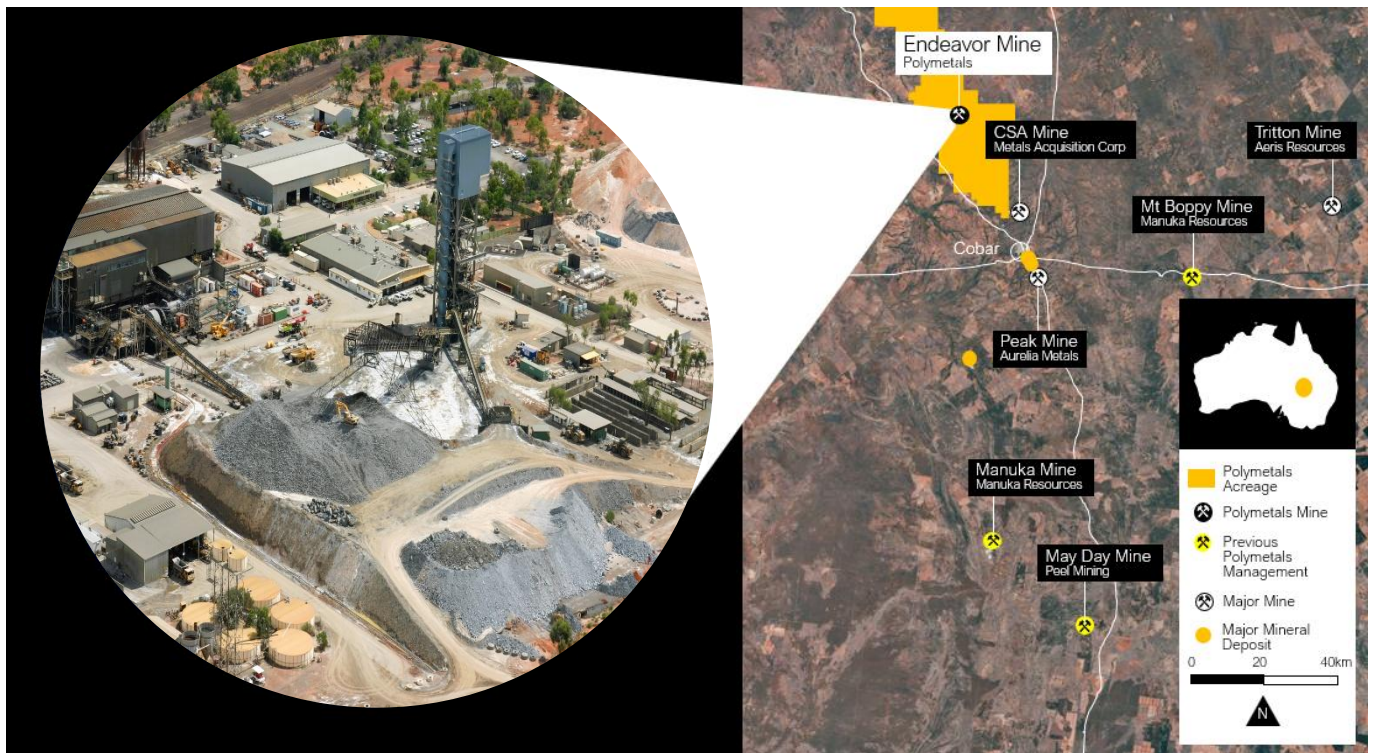 Endeavor Mine
Polymetals
CSA Mine
Metals Acquisition Corp
Tritton Mine
Aeris Resources
Mt Boppy Mine
Manuka Resources
Cobar
Peak Mine
Aurelia Metals
Manuka Mine
Manuka Resources
May Day Mine
Peel Mining
Polymetals
Acreage
Polymetals Mine
Previous
Polymetals
Management
Major Mine
Major Mineral
Deposit
0 20 40km
N